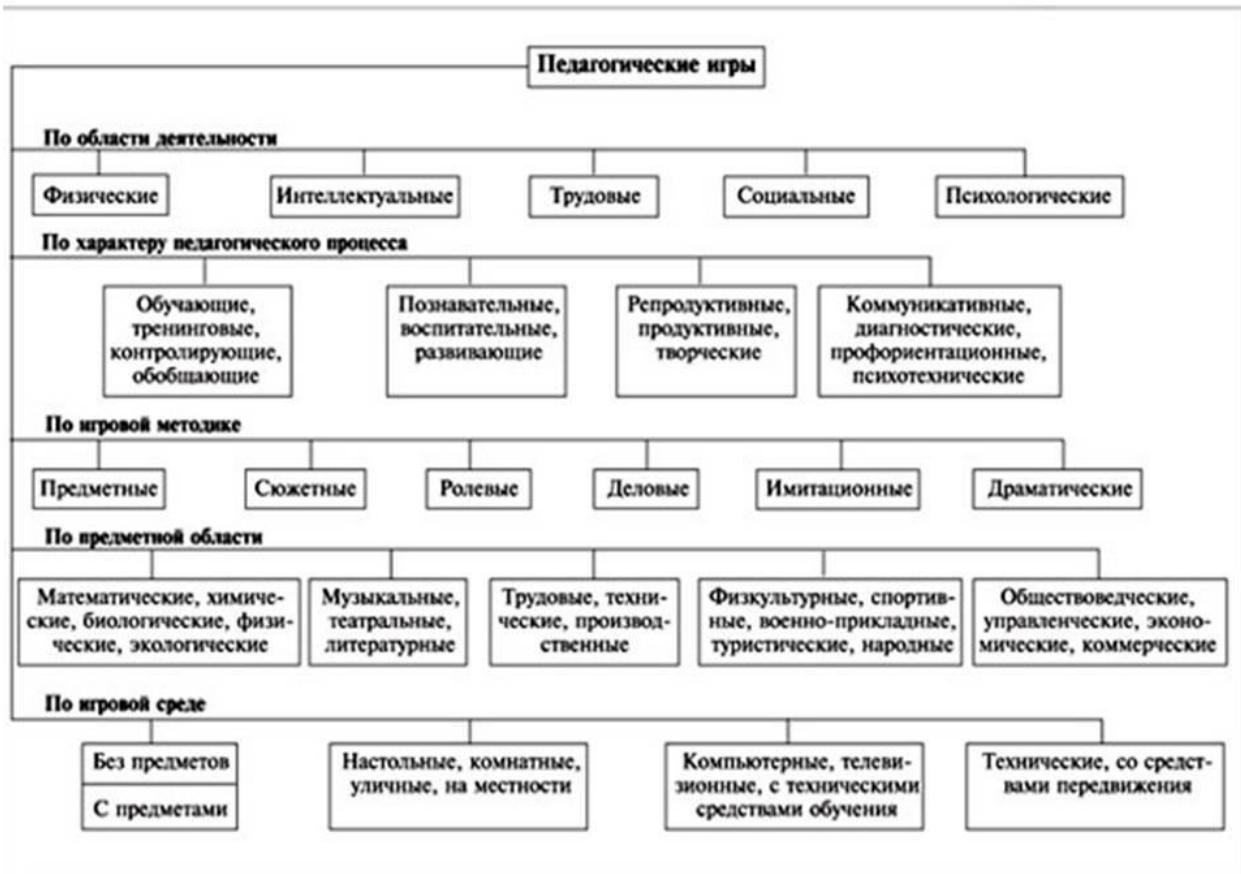 Педагогические игры
По области деятельности
Физические
Интеллектуальные
Трудовые
Социальные
Психологические
По характеру педагогического процесса
Обучающие,
тренинговые,
контролирующие,
обобщающие
Познавательные,
воспитательные,
развивающие
Репродуктивные,
продуктивные,
творческие
Коммуникативные,
диагностические,
профориентационные,
психотехнические
По игровой методике
Предметные
Сюжетные
Ролевые
Деловые
Имитационные
Драматические
По предметной области
Математические, химиче-
ские, биологические, физи-
ческие, экологические
Музыкальные,
театральные,
литературные
Трудовые, техни-
ческие, производ-
ственные
Физкультурные, спортив-
ные, военно-прикладные,
туристические, народные
Обществоведческие,
управленческие, эконо-
мические, коммерческие
По игровой среде
Без предметов
С предметами
Настольные, комнатные,
уличные, на местности
Компьютерные, телеви-
зионные, с техническими
средствами обучения
Технические, со средст-
вами передвижения